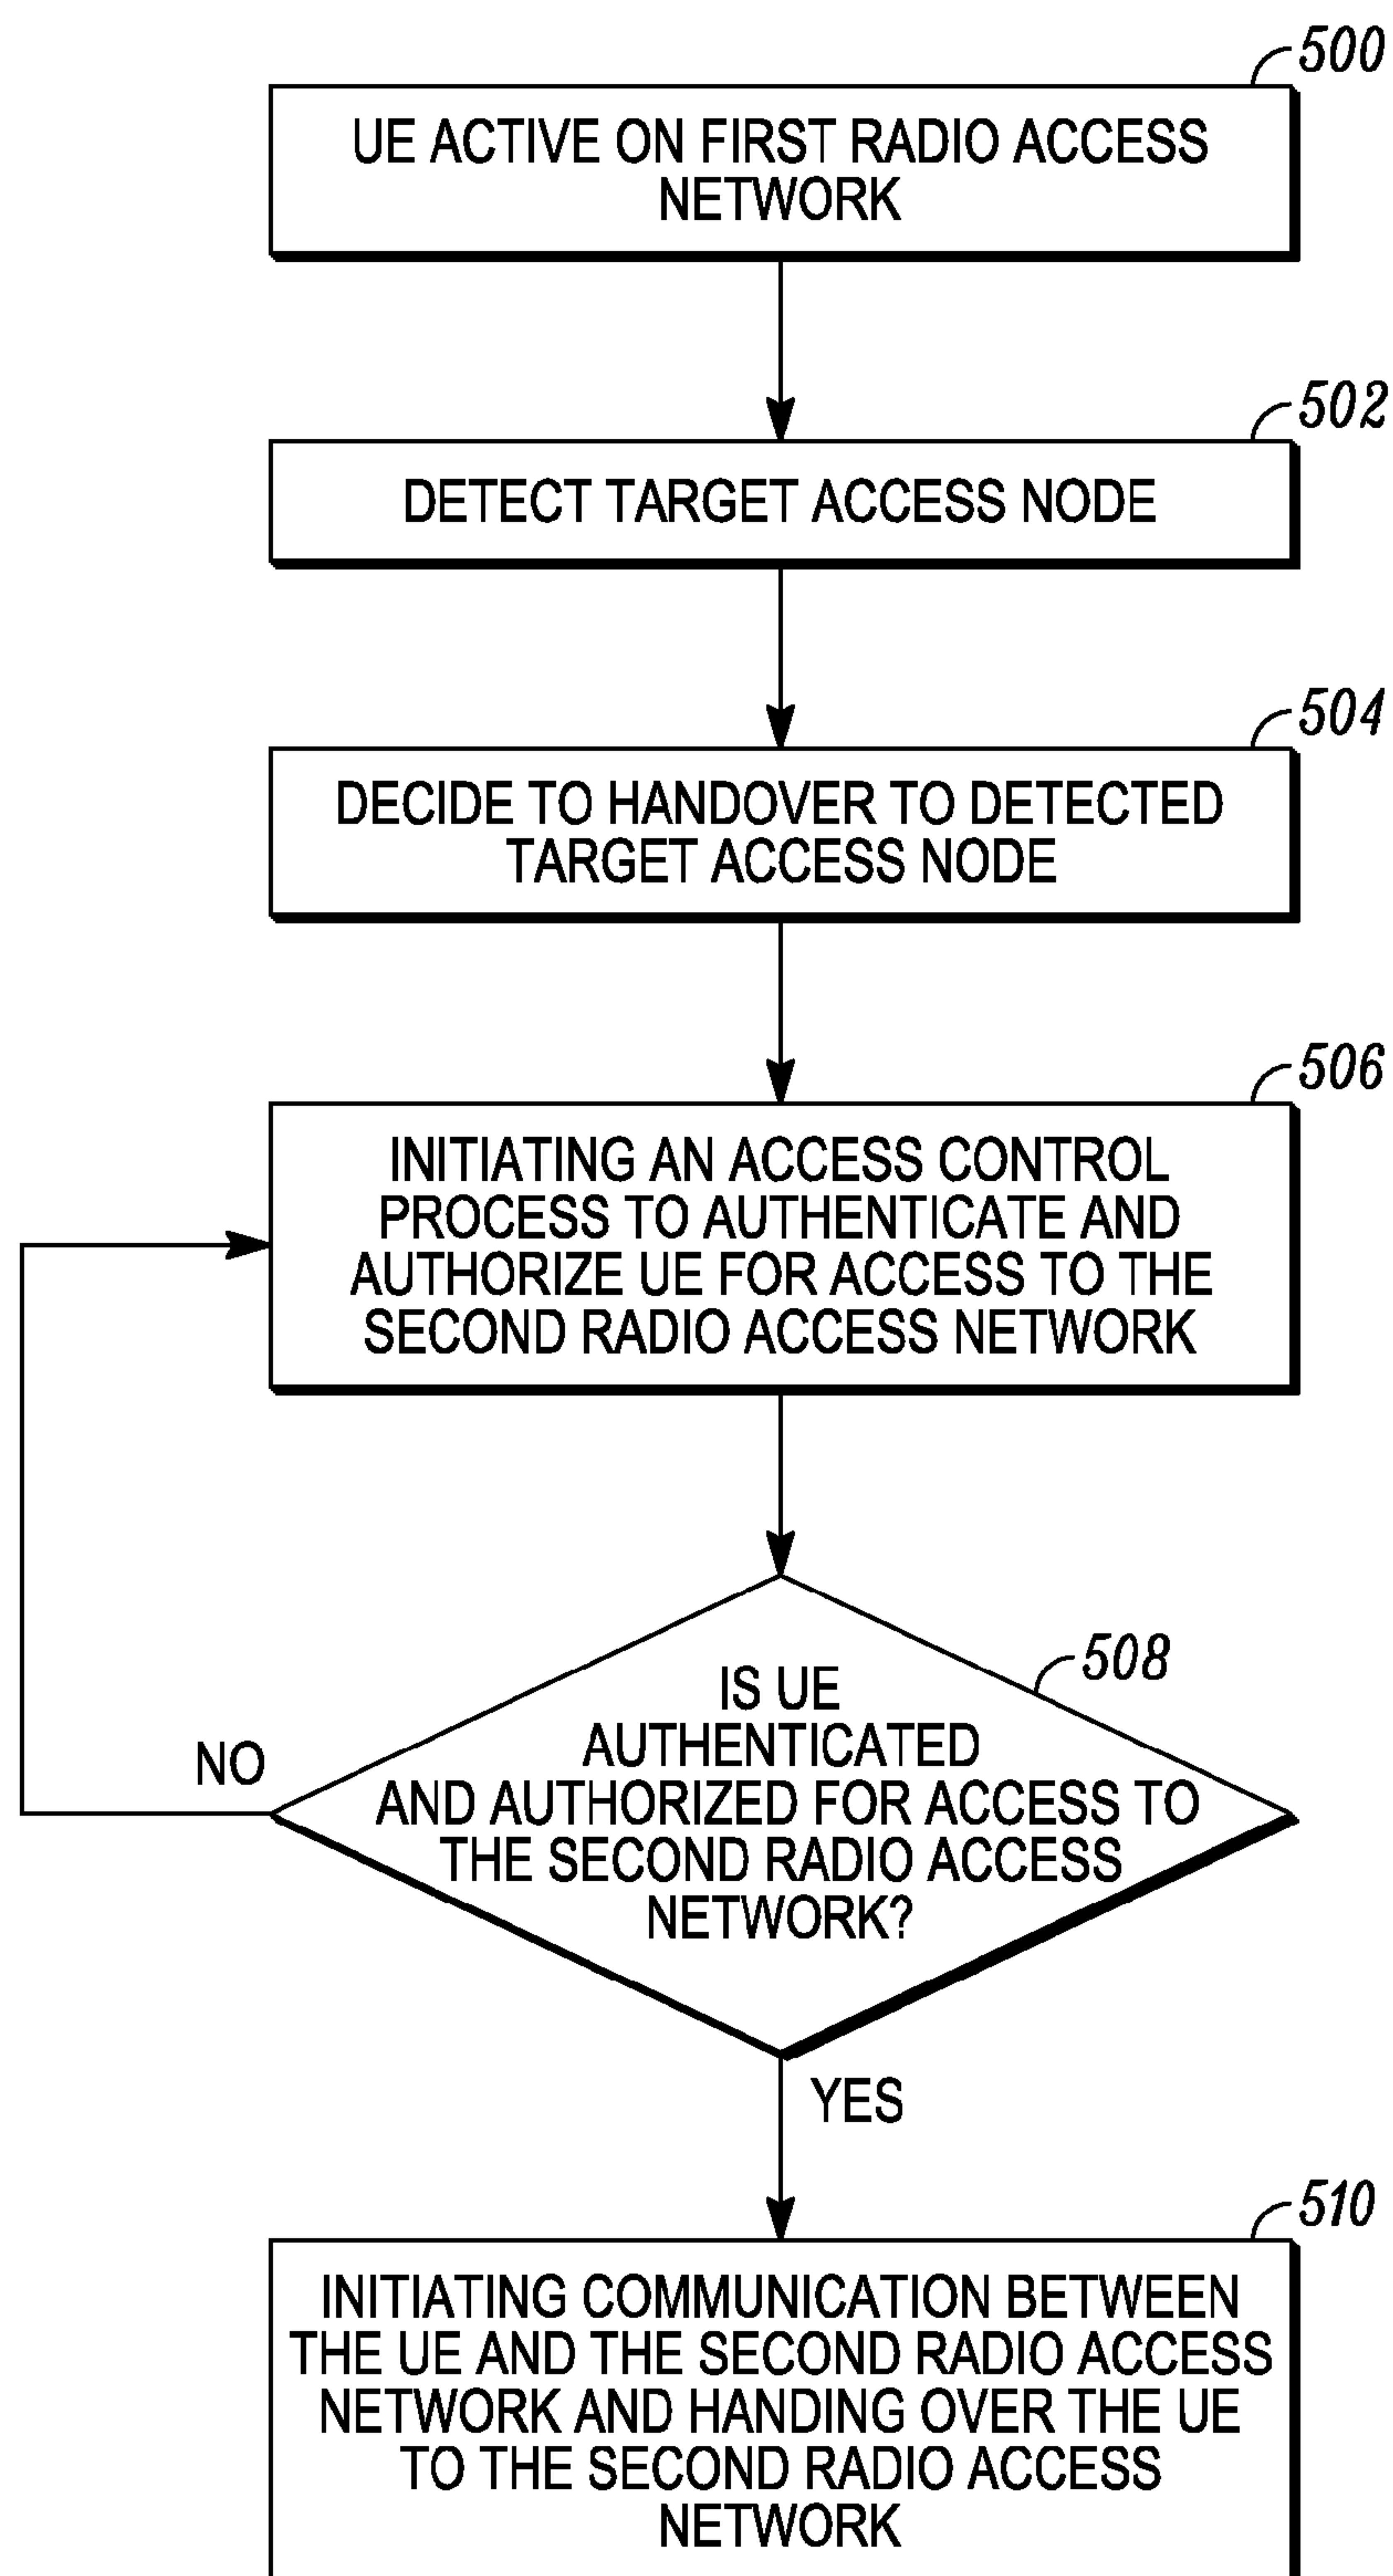 500
UE ACTIVE ON FIRST RADIO ACCESS
NETWORK
502
DETECT TARGET ACCESS NODE
504
DECIDE TO HANDOVER TO DETECTED
TARGET ACCESS NODE
506
INITIATING AN ACCESS CONTROL
PROCESS TO AUTHENTICATE AND
AUTHORIZE UE FOR ACCESS TO THE
SECOND RADIO ACCESS NETWORK
508
IS UE
AUTHENTICATED
AND AUTHORIZED FOR ACCESS TO
THE SECOND RADIO ACCESS
NETWORK?
NO
YES
510
INITIATING COMMUNICATION BETWEEN
THE UE AND THE SECOND RADIO ACCESS
NETWORK AND HANDING OVER THE UE
TO THE SECOND RADIO ACCESS
NETWORK